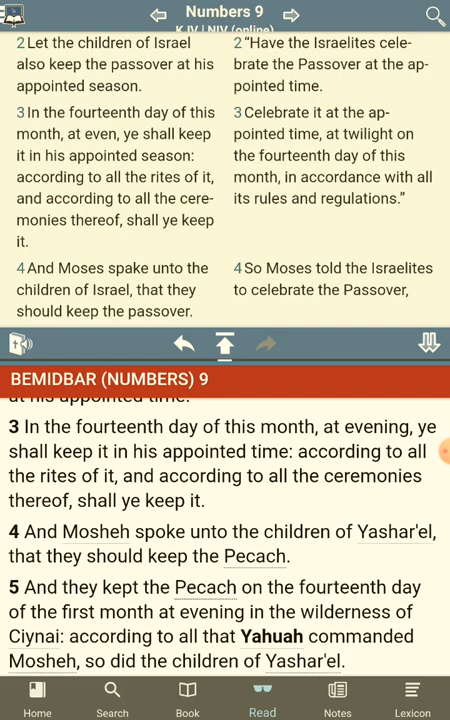 Numbers 9
KJV | NIV (online)
2 Let the children of Israel
also keep the passover at his
appointed season.
3 In the fourteenth day of this
month, at even, ye shall keep
it in his appointed season:
according to all the rites of it,
and according to all the cere-
monies thereof, shall ye keep
it.
4 And Moses spake unto the
children of Israel, that they
should keep the passover.
2 “Have the Israelites cele-
brate the Passover at the ap-
pointed time.
3 Celebrate it at the ap-
pointed time, at twilight on
the fourteenth day of this
month, in accordance with all
its rules and regulations.”
4 So Moses told the Israelites
to celebrate the Passover,
BEMIDBAR (NUMBERS) 9
at his appointed time.
3 In the fourteenth day of this month, at evening, ye
shall keep it in his appointed time: according to all
the rites of it, and according to all the ceremonies
thereof, shall ye keep it.
4 And Mosheh spoke unto the children of Yashar'el,
that they should keep the Pecach.
5 And they kept the Pecach on the fourteenth day
of the first month at evening in the wilderness of
Ciynai: according to all that Yahuah commanded
Mosheh, so did the children of Yashar'el.
Home Search Book Read Notes Lexicon